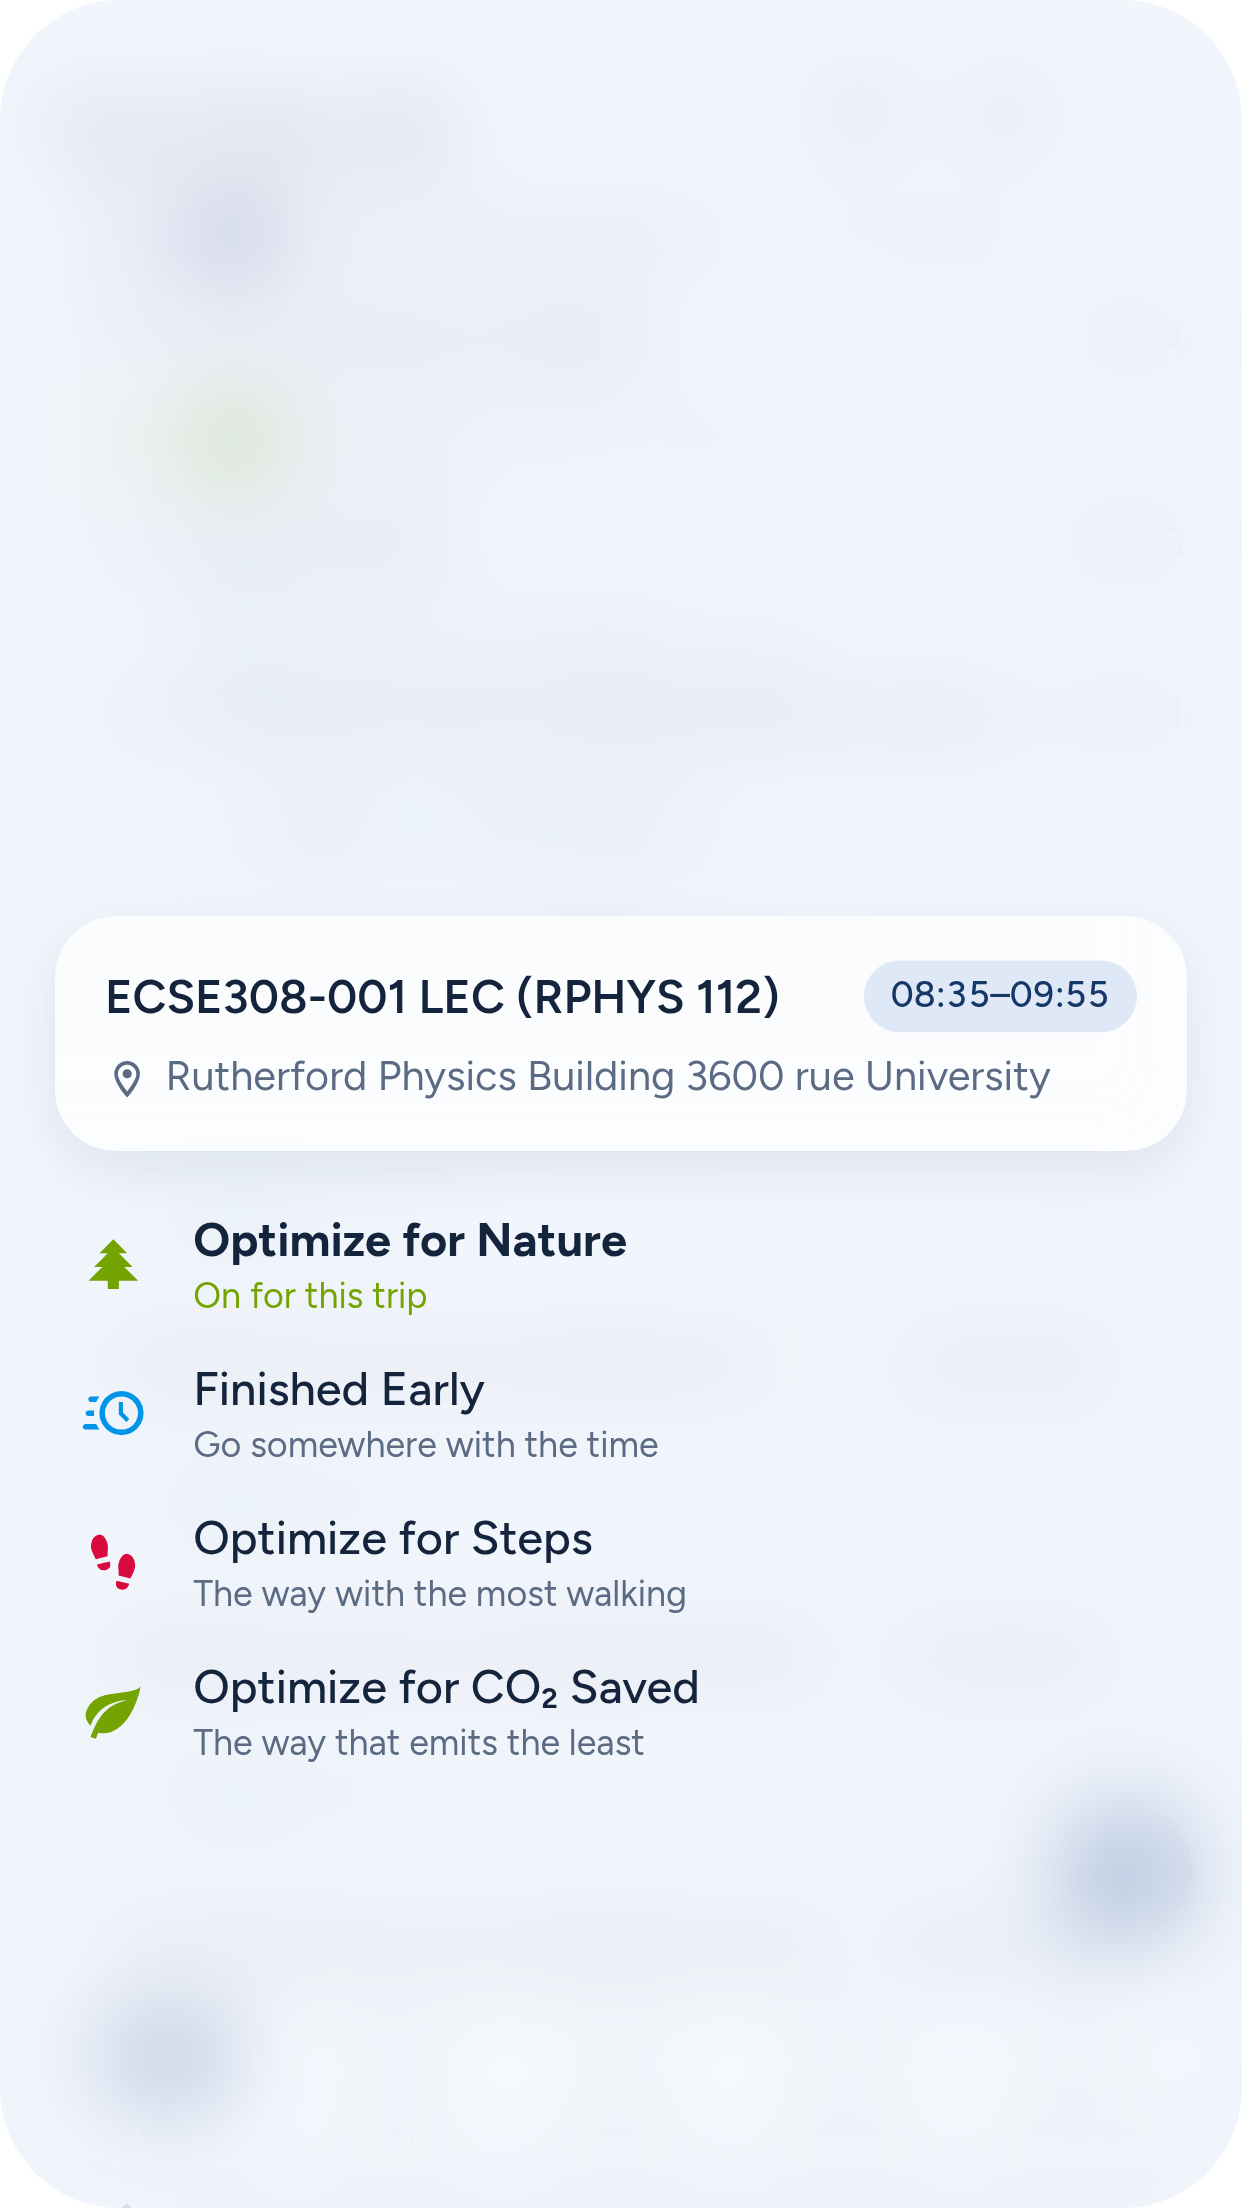 ECSE308-001 LEC (RPHYS 112) 08:35–09:55
Rutherford Physics Building 3600 rue University
Optimize for Nature
On for this trip
Finished Early
Go somewhere with the time
Optimize for Steps
The way with the most walking
Optimize for CO₂ Saved
The way that emits the least